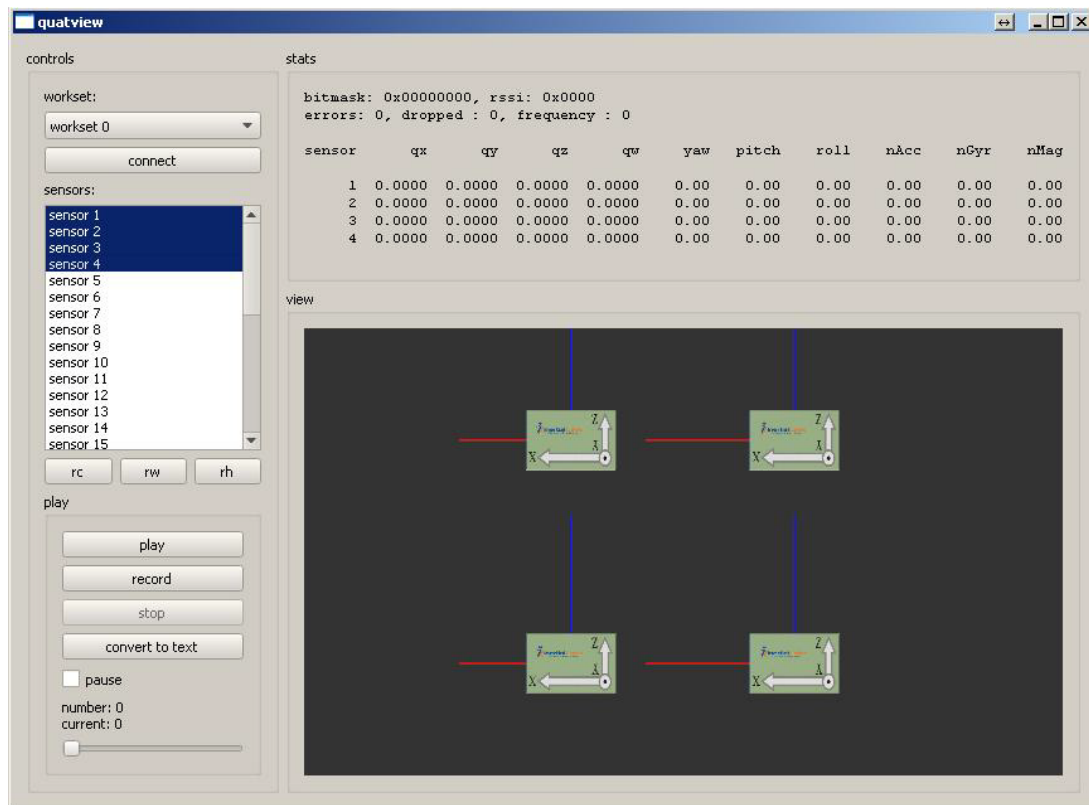 quatview
controls
workset:
workset 0
connect
sensors:
sensor 1
sensor 2
sensor 3
sensor 4
sensor 5
sensor 6
sensor 7
sensor 8
sensor 9
sensor 10
sensor 11
sensor 12
sensor 13
sensor 14
sensor 15
rc rw rh
play
play
record
stop
convert to text
pause
number: 0
current: 0
stats
bitmask: 0x00000000, rssi: 0x0000
errors: 0, dropped : 0, frequency : 0
sensor qx qy qz qw yaw pitch roll nAcc nGyr nMag
1 0.0000 0.0000 0.0000 0.0000 0.00 0.00 0.00 0.00 0.00 0.00
2 0.0000 0.0000 0.0000 0.0000 0.00 0.00 0.00 0.00 0.00 0.00
3 0.0000 0.0000 0.0000 0.0000 0.00 0.00 0.00 0.00 0.00 0.00
4 0.0000 0.0000 0.0000 0.0000 0.00 0.00 0.00 0.00 0.00 0.00
view
Z
X
Z
X
Z
X
Z
X